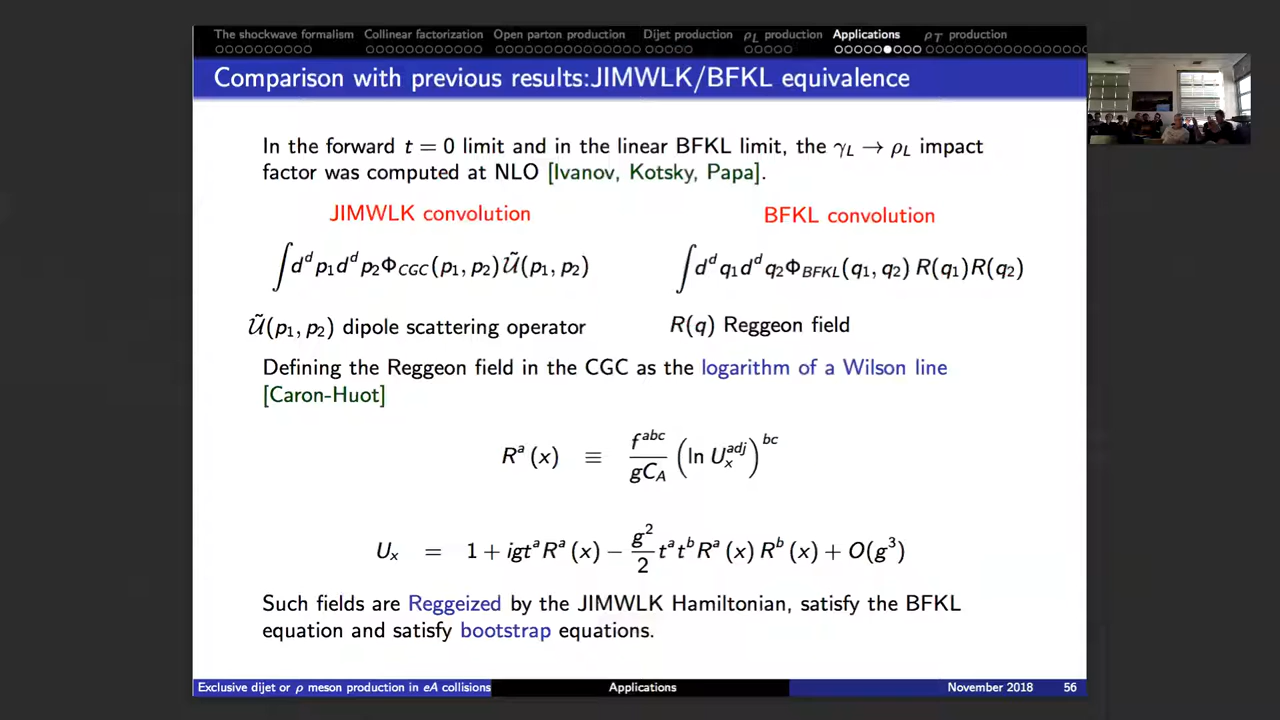 The shockwave formalism Collinear factorization Open parton production Dijet production ρL production Applications ρT production
Comparison with previous results:JIMWLK/BFKL equivalence
In the forward t = 0 limit and in the linear BFKL limit, the γL → ρL impact
factor was computed at NLO [Ivanov, Kotsky, Papa].
JIMWLK convolution BFKL convolution
∫d^d p1 d^d p2 Φ_CGC(p1, p2) Ũ(p1, p2) ∫d^d q1 d^d q2 Φ_BFKL(q1, q2) R(q1)R(q2)
Ũ(p1, p2) dipole scattering operator R(q) Reggeon field
Defining the Reggeon field in the CGC as the logarithm of a Wilson line
[Caron-Huot]
R^a (x) ≡ f^abc / gC_A (ln U_x^adj)^bc
U_x = 1 + igt^a R^a (x) − g^2/2 t^a t^b R^a (x) R^b (x) + O(g^3)
Such fields are Reggeized by the JIMWLK Hamiltonian, satisfy the BFKL
equation and satisfy bootstrap equations.
Exclusive dijet or ρ meson production in eA collisions Applications November 2018 56